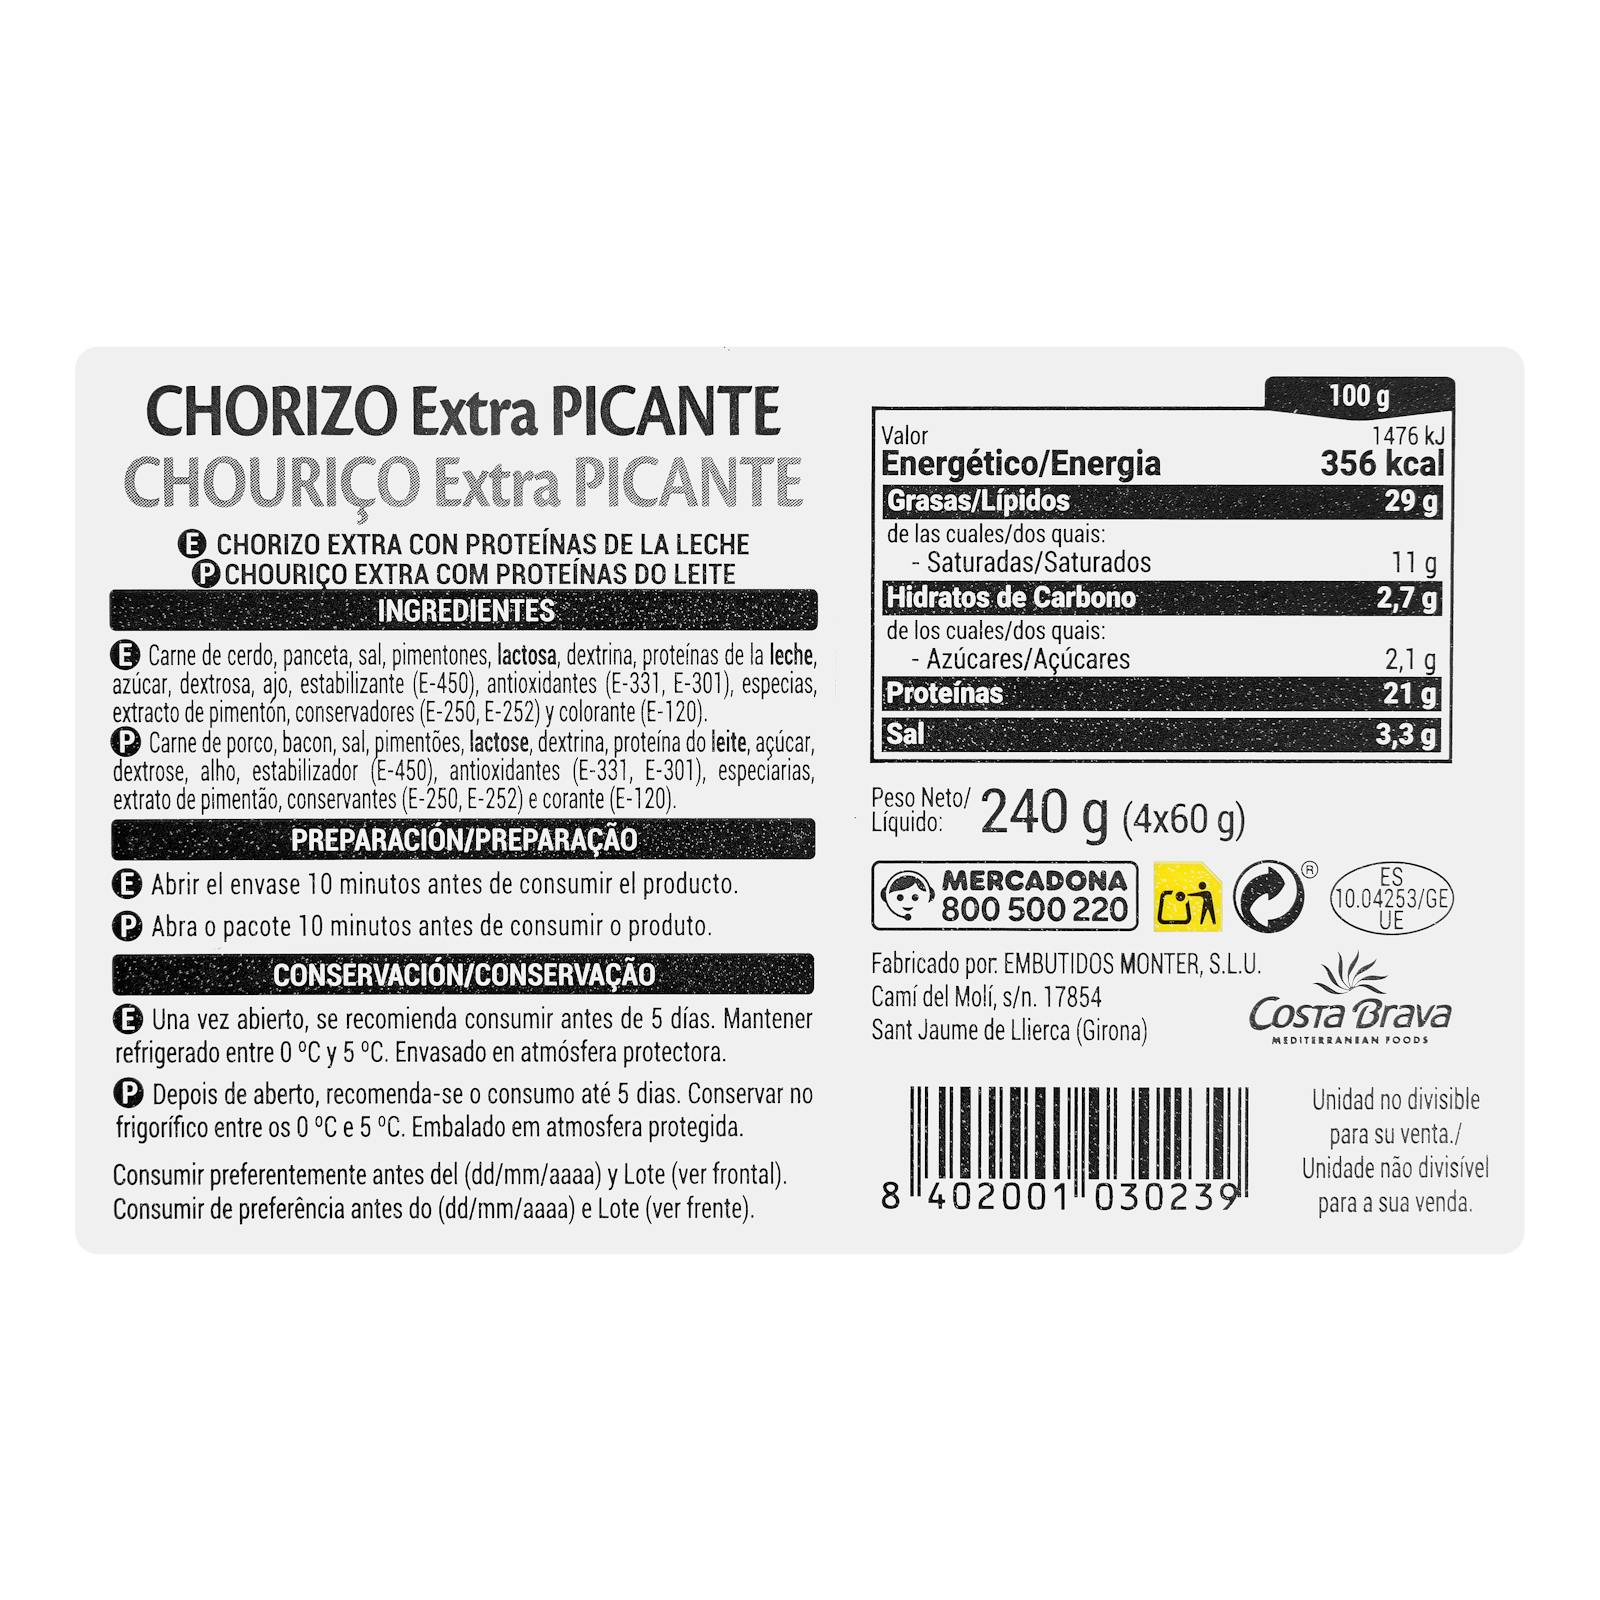 CHORIZO Extra PICANTE
CHOURIÇO Extra PICANTE
E CHORIZO EXTRA CON PROTEÍNAS DE LA LECHE
P CHOURIÇO EXTRA COM PROTEÍNAS DO LEITE
INGREDIENTES
E Carne de cerdo, panceta, sal, pimentones, lactosa, dextrina, proteínas de la leche,
azúcar, dextrosa, ajo, estabilizante (E-450), antioxidantes (E-331, E-301), especias,
extracto de pimentón, conservadores (E-250, E-252) y colorante (E-120).
P Carne de porco, bacon, sal, pimentões, lactose, dextrina, proteína do leite, açúcar,
dextrose, alho, estabilizador (E-450), antioxidantes (E-331, E-301), especiarias,
extrato de pimentão, conservantes (E-250, E-252) e corante (E-120).
PREPARACIÓN/PREPARAÇÃO
E Abrir el envase 10 minutos antes de consumir el producto.
P Abra o pacote 10 minutos antes de consumir o produto.
CONSERVACIÓN/CONSERVAÇÃO
E Una vez abierto, se recomienda consumir antes de 5 días. Mantener
refrigerado entre 0 ºC y 5 ºC. Envasado en atmósfera protectora.
P Depois de aberto, recomenda-se o consumo até 5 dias. Conservar no
frigorífico entre os 0 ºC e 5 ºC. Embalado em atmosfera protegida.
Consumir preferentemente antes del (dd/mm/aaaa) y Lote (ver frontal).
Consumir de preferência antes do (dd/mm/aaaa) e Lote (ver frente).
100 g
Valor 1476 kJ
Energético/Energia 356 kcal
Grasas/Lípidos 29 g
de las cuales/dos quais:
- Saturadas/Saturados 11 g
Hidratos de Carbono 2,7 g
de los cuales/dos quais:
- Azúcares/Açúcares 2,1 g
Proteínas 21 g
Sal 3,3 g
Peso Neto/
Líquido: 240 g (4x60 g)
MERCADONA
800 500 220
®
ES
10.04253/GE
UE
Fabricado por: EMBUTIDOS MONTER, S.L.U.
Camí del Molí, s/n. 17854
Sant Jaume de Llierca (Girona)
Costa Brava
MEDITERRANEAN FOODS
8 402001 030239
Unidad no divisible
para su venta./
Unidade não divisível
para a sua venda.